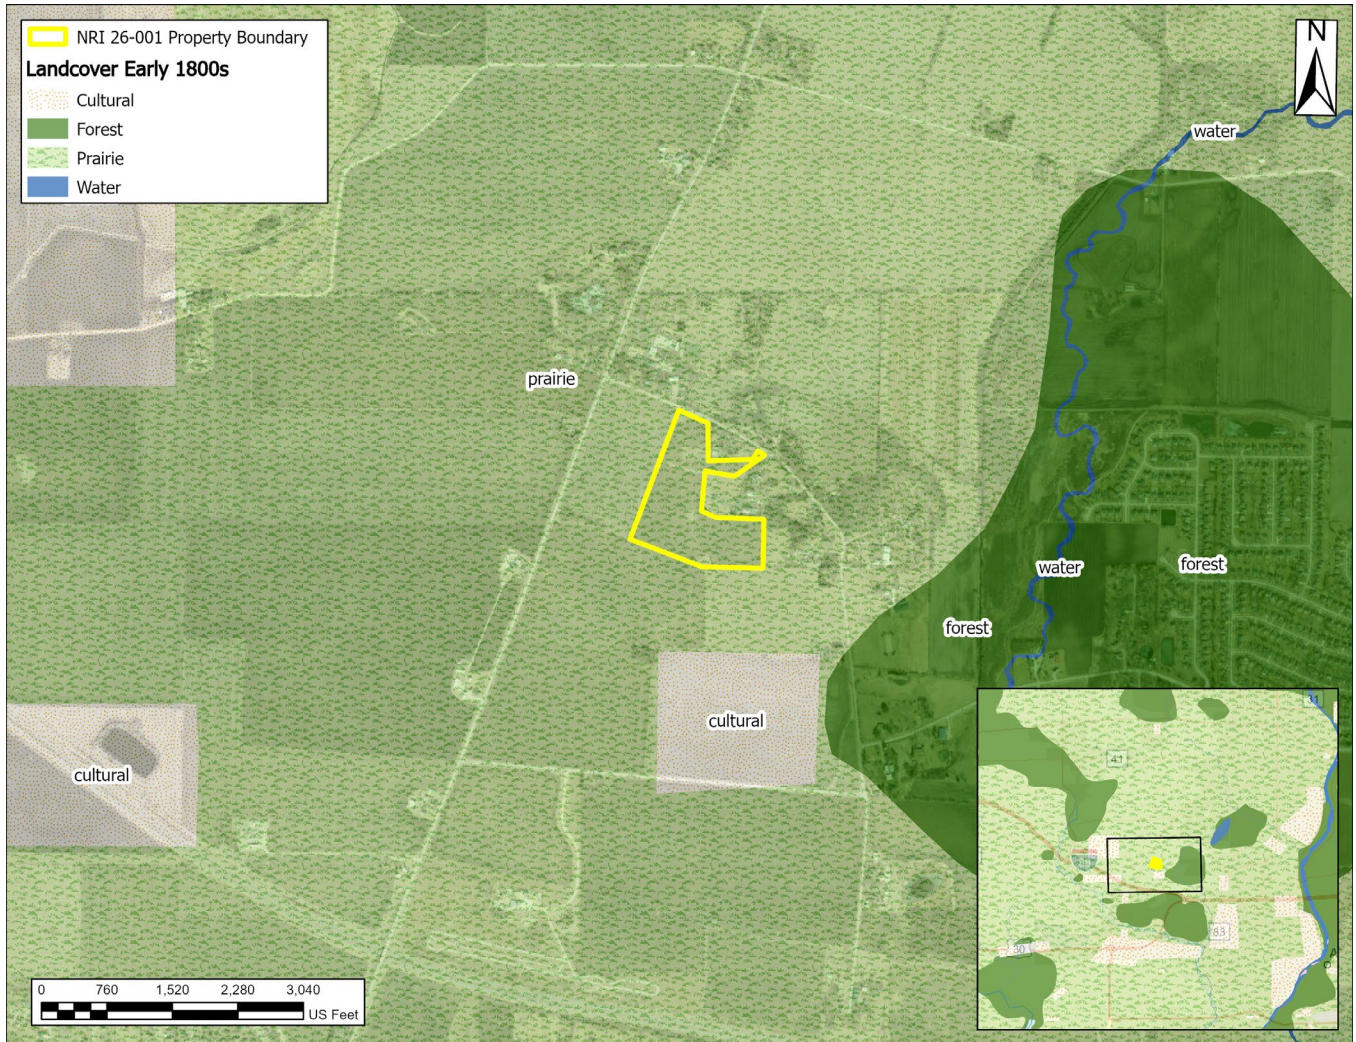 NRI 26-001 Property Boundary
Landcover Early 1800s
Cultural
Forest
Prairie
Water
N
water
prairie
water
forest
forest
cultural
cultural
31
41
83
30
0 760 1,520 2,280 3,040
US Feet